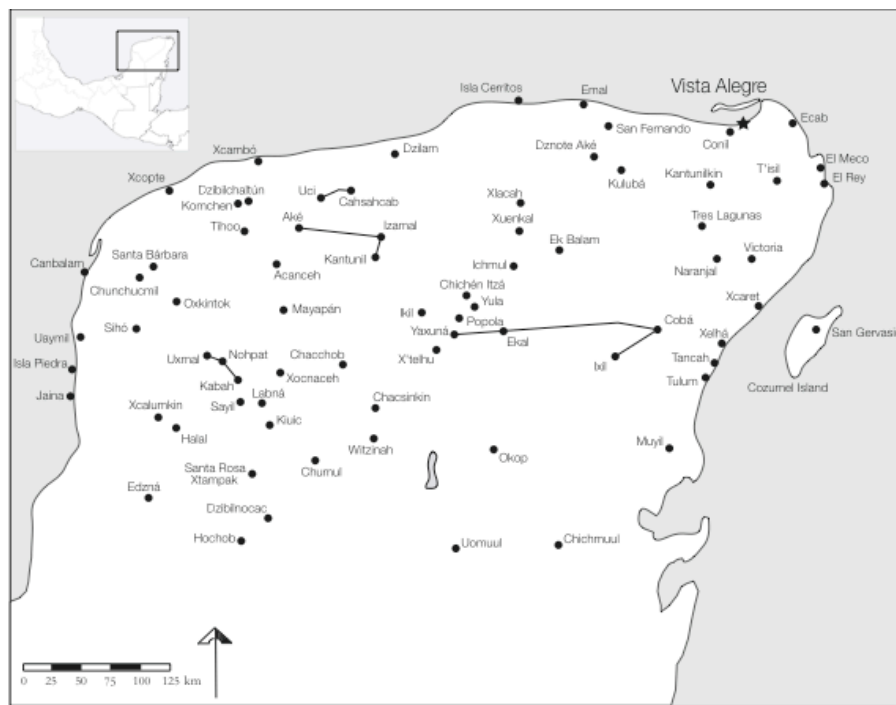 Vista Alegre
Isla Cerritos
Emal
San Fernando
Conil
Ecab
Xcambó
Dzilam
Dznote Aké
Kulubá
Kantunilkin
T'isil
El Meco
El Rey
Xcopte
Dzibilchaltún
Komchen
Uci
Cahsahcab
Xlacah
Tihoo
Aké
Izamal
Xuenkal
Tres Lagunas
Ek Balam
Santa Bárbara
Canbalam
Chunchucmil
Acanceh
Kantunil
Ichmul
Naranjal
Victoria
Chichén Itzá
Yula
Oxkintok
Mayapán
Ikil
Popola
Xcaret
Sihó
Uaymil
Yaxuná
Ekal
Cobá
San Gervasi
Xelhá
Uxmal
Nohpat
Chacchob
X'telhu
Ixil
Tancah
Isla Piedra
Kabah
Xocnaceh
Tulum
Cozumel Island
Jaina
Sayil
Labná
Chacsinkin
Xcalumkin
Halal
Kiuic
Witzinah
Okop
Muyil
Santa Rosa
Xtampak
Chumul
Edzná
Dzibilnocac
Hochob
Uomuul
Chichmuul
0 25 75 100 125 km